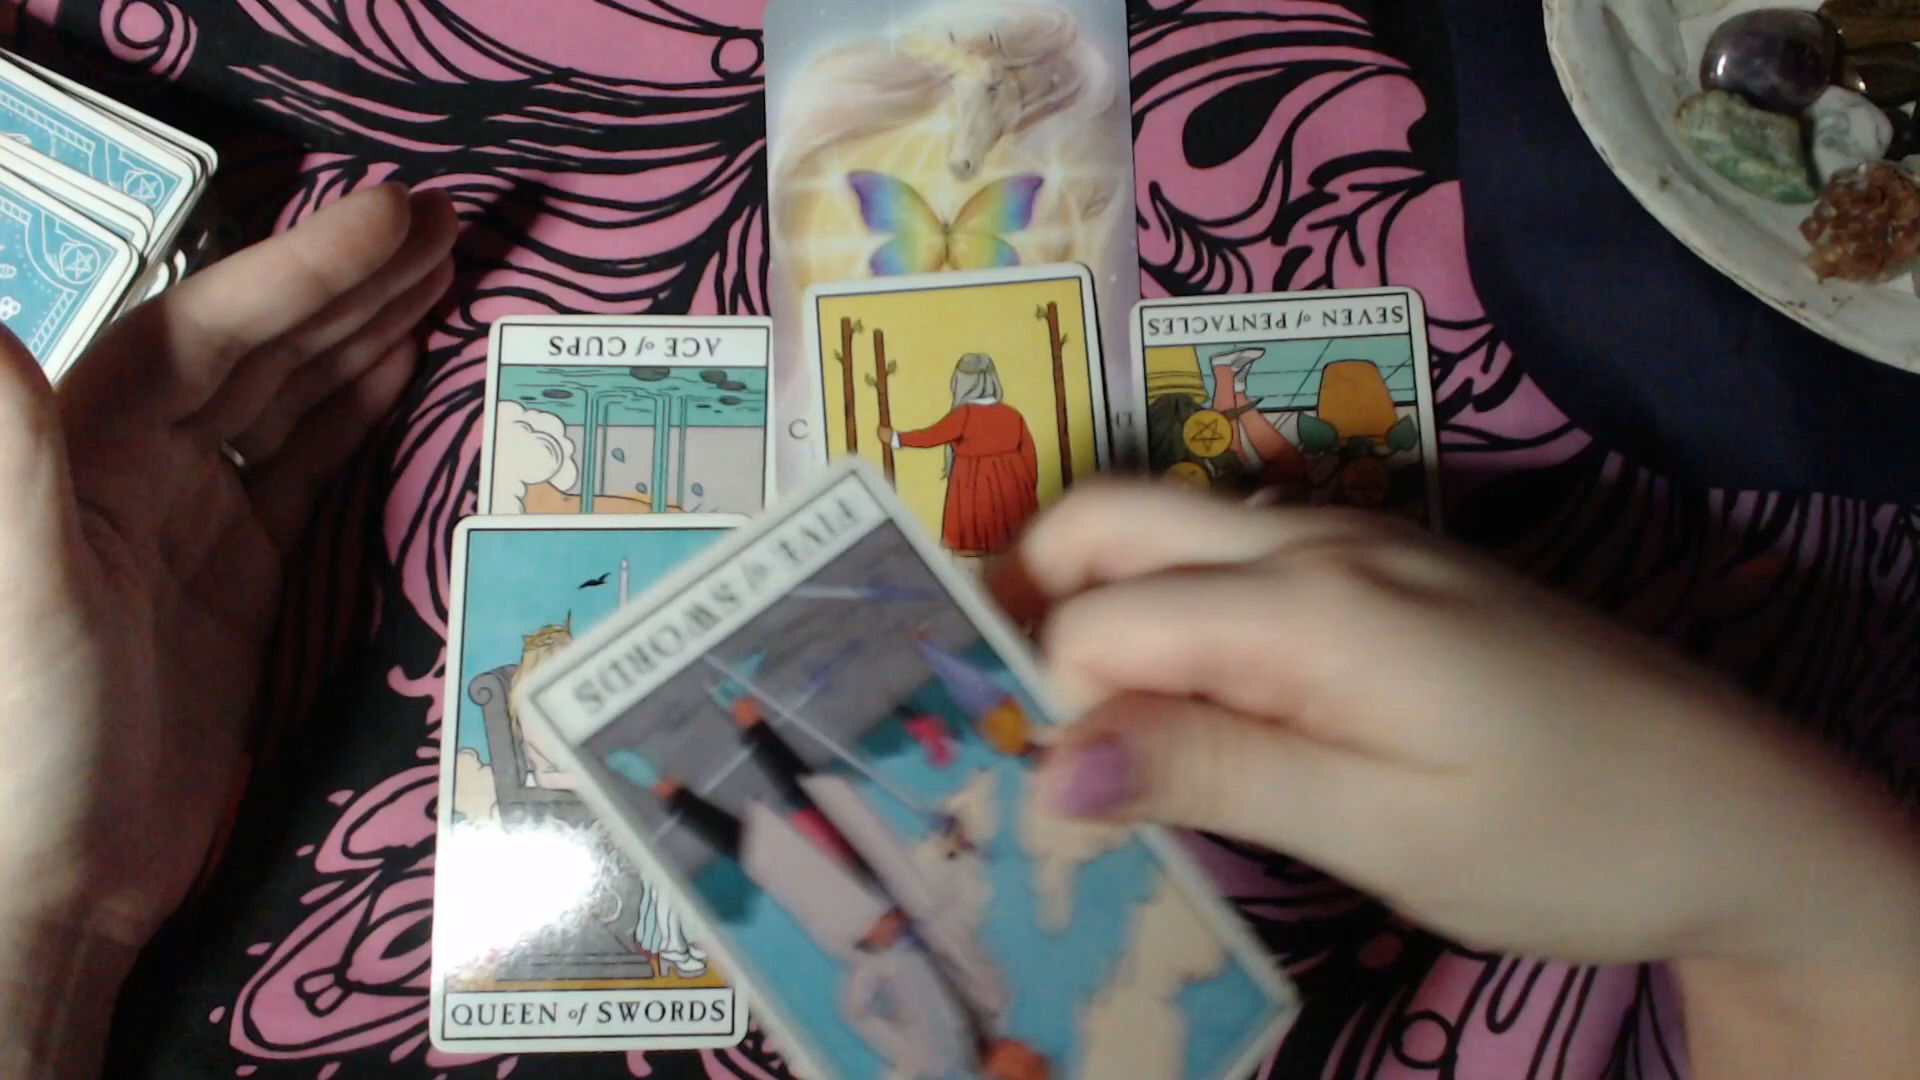 SEVEN of PENTACLES
ACE of CUPS
FIVE of SWORDS
QUEEN of SWORDS